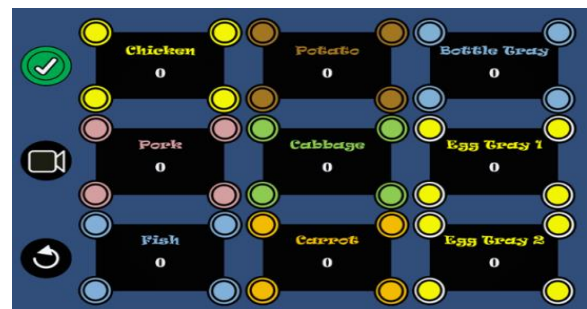 Chicken
0
Potato
0
Bottle Tray
0
Pork
0
Cabbage
0
Egg Tray 1
0
Fish
0
Carrot
0
Egg Tray 2
0